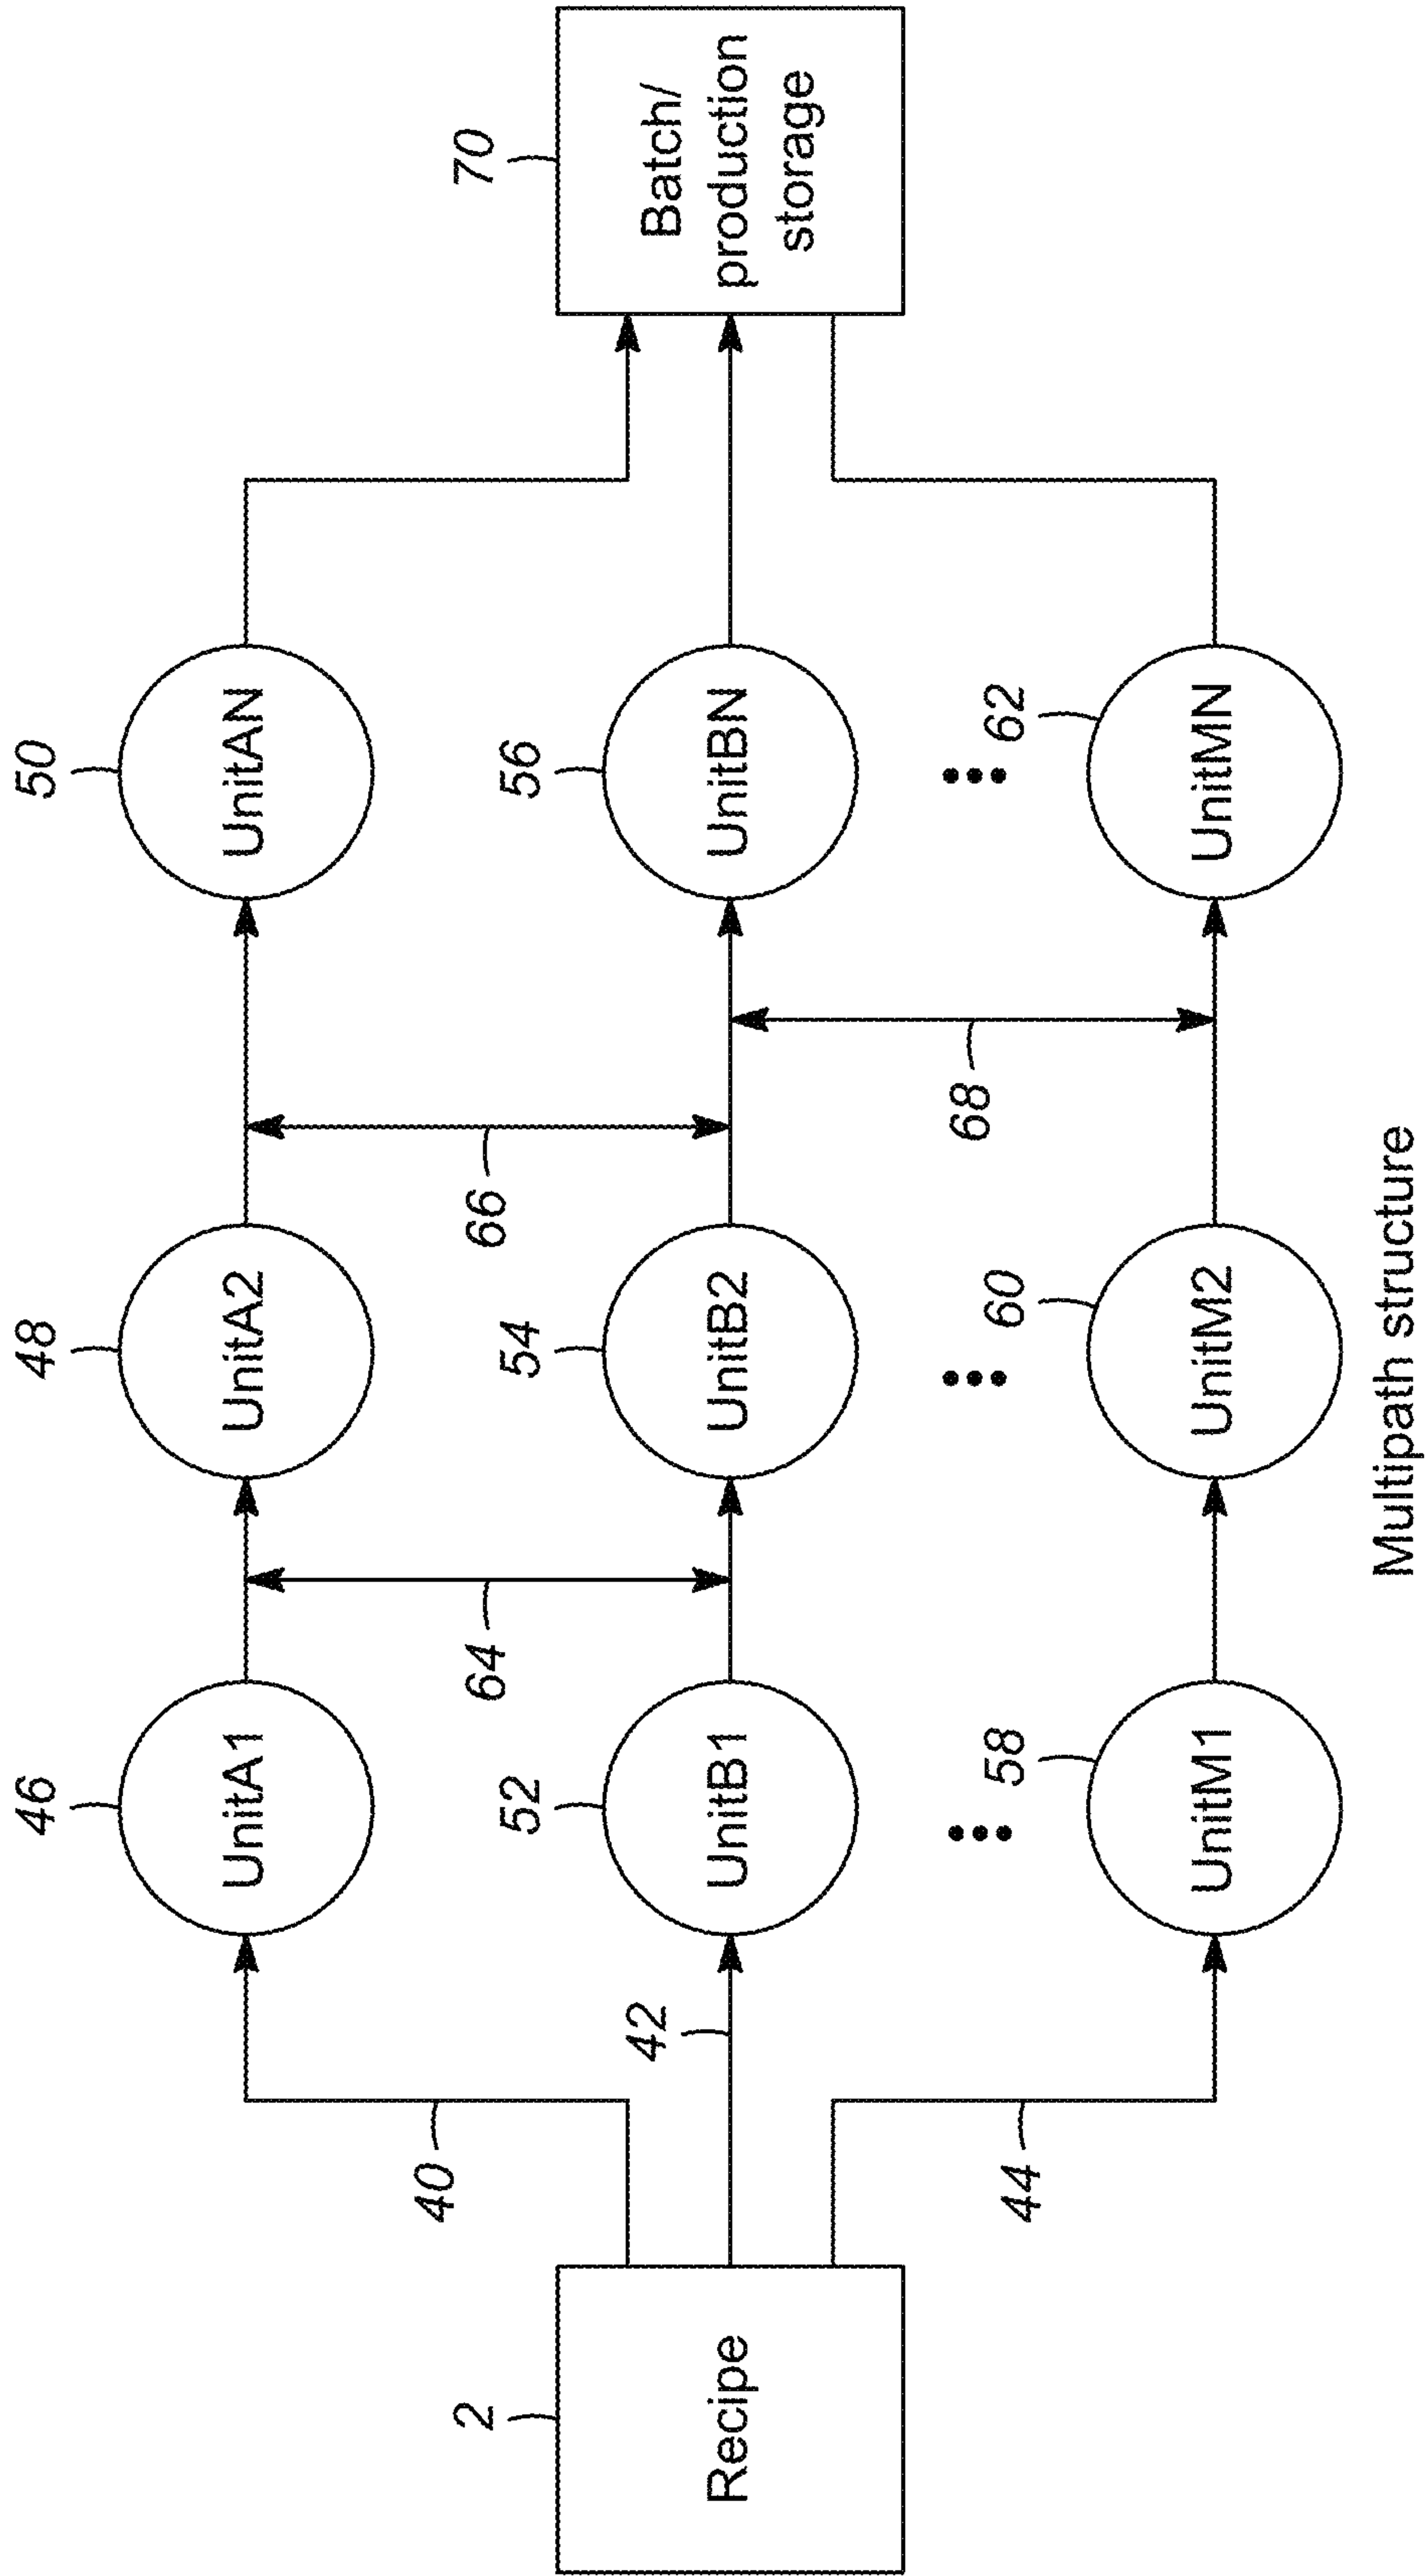 50
48
46
UnitAN
UnitA2
UnitA1
40
66
64
70
56
54
52
42
2
Batch/
production
storage
UnitBN
UnitB2
UnitB1
Recipe
68
62
60
58
44
UnitMN
UnitM2
UnitM1
Multipath structure